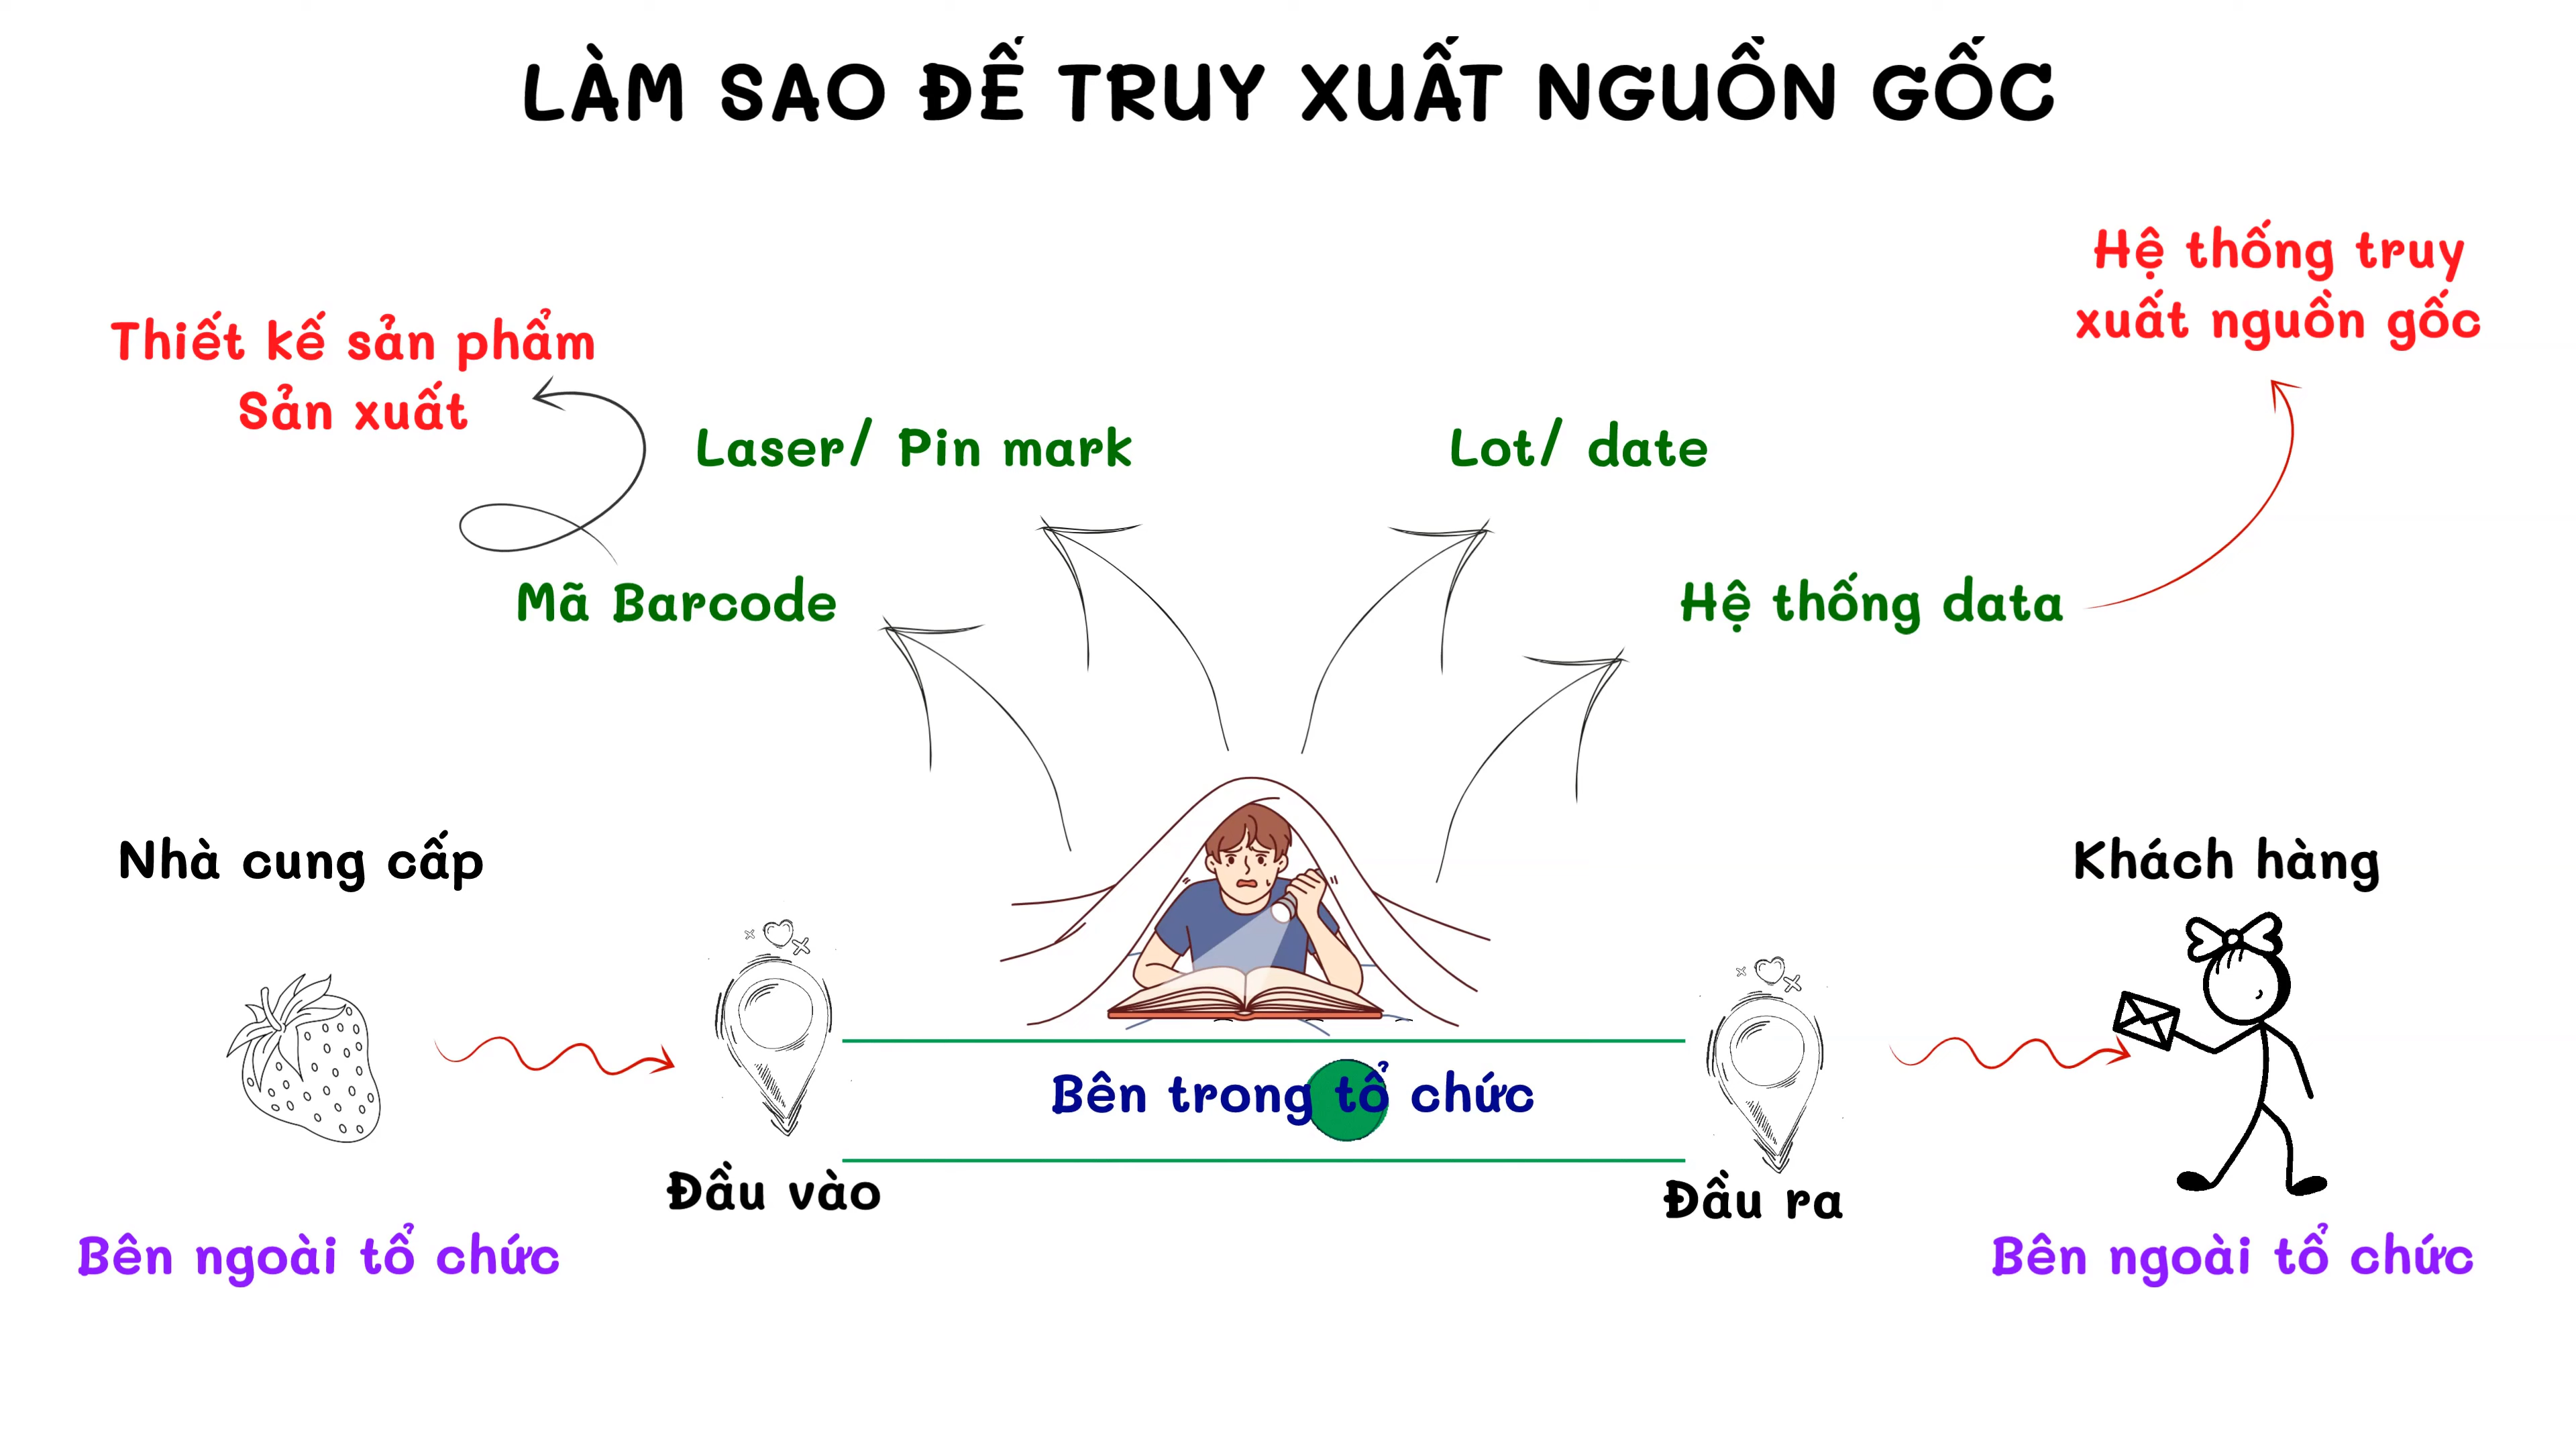 LÀM SAO ĐỄ TRUY XUẤT NGUỒN GỐC
Hệ thống truy
xuất nguồn gốc
Thiết kế sản phẩm
Sản xuất
Laser/ Pin mark
Lot/ date
Mã Barcode
Hệ thống data
Nhà cung cấp
Khách hàng
Bên trong tổ chức
Đầu vào
Đầu ra
Bên ngoài tổ chức
Bên ngoài tổ chức